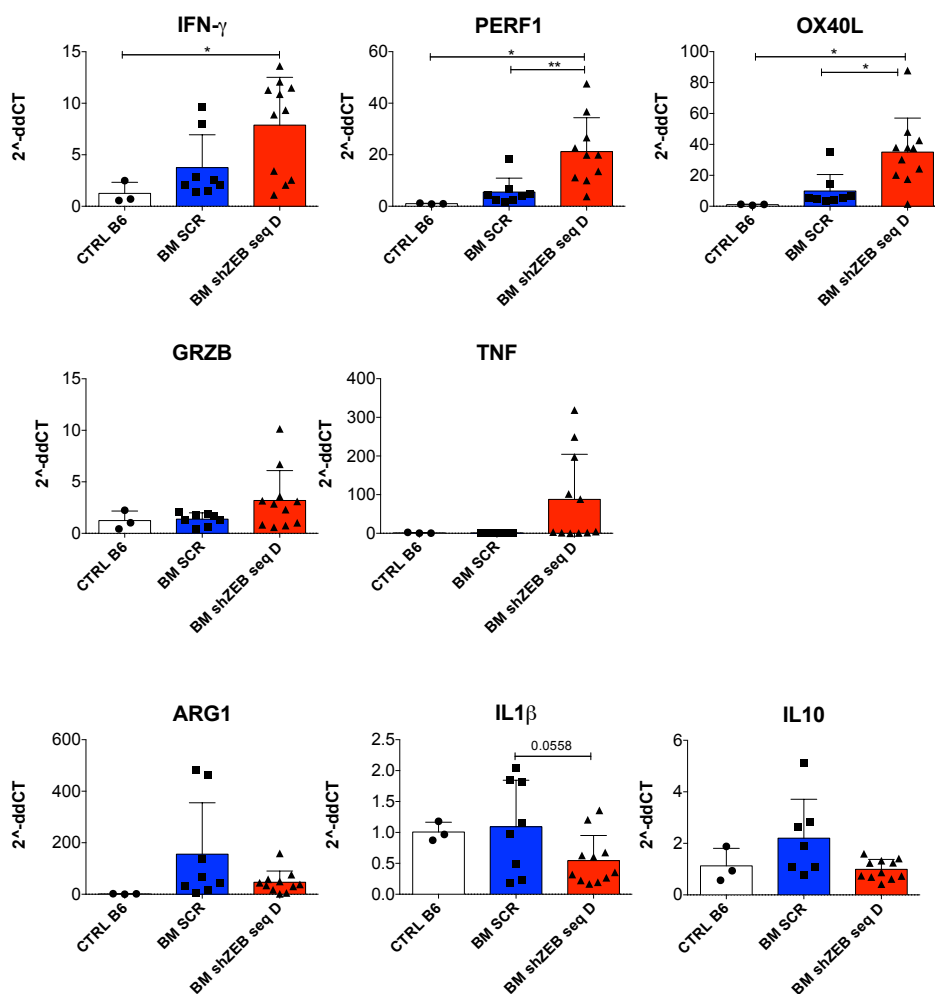 IFN-γ
15
10
5
0
2^-ddCT
*
CTRL B6
BM SCR
BM shZEB seq D
PERF1
60
40
20
0
2^-ddCT
*
**
CTRL B6
BM SCR
BM shZEB seq D
OX40L
100
80
60
40
20
0
2^-ddCT
*
*
CTRL B6
BM SCR
BM shZEB seq D
GRZB
15
10
5
0
2^-ddCT
CTRL B6
BM SCR
BM shZEB seq D
TNF
400
300
200
100
0
2^-ddCT
CTRL B6
BM SCR
BM shZEB seq D
ARG1
600
400
200
0
2^-ddCT
CTRL B6
BM SCR
BM shZEB seq D
IL1β
2.5
2.0
1.5
1.0
0.5
0.0
2^-ddCT
0.0558
CTRL B6
BM SCR
BM shZEB seq D
IL10
6
4
2
0
2^-ddCT
CTRL B6
BM SCR
BM shZEB seq D